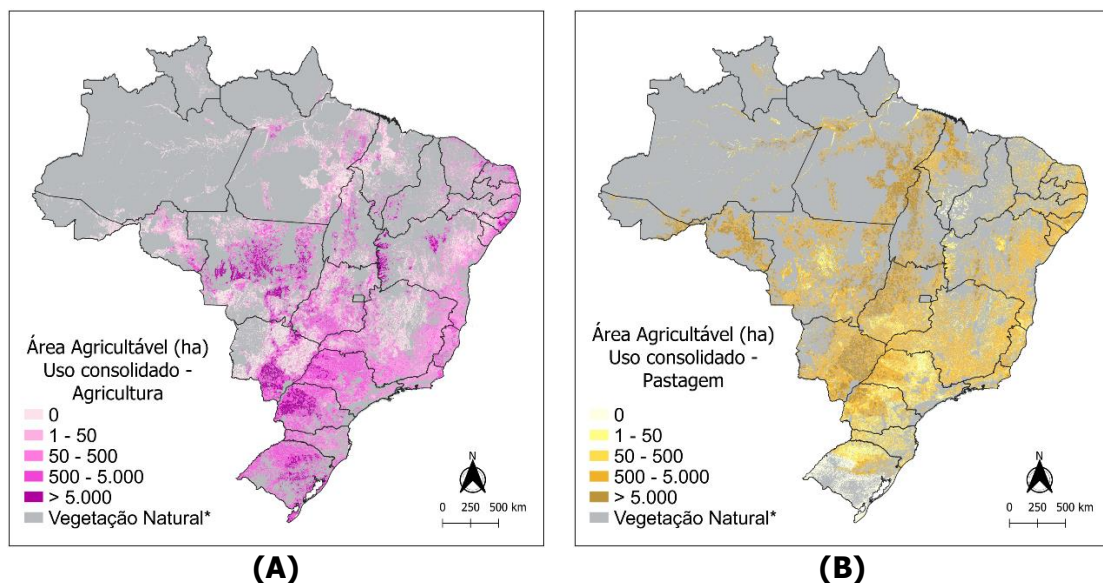 Área Agricultável (ha)
Uso consolidado -
Agricultura
0
1 - 50
50 - 500
500 - 5.000
> 5.000
Vegetação Natural*
N
0 250 500 km
(A)
Área Agricultável (ha)
Uso consolidado -
Pastagem
0
1 - 50
50 - 500
500 - 5.000
> 5.000
Vegetação Natural*
N
0 250 500 km
(B)